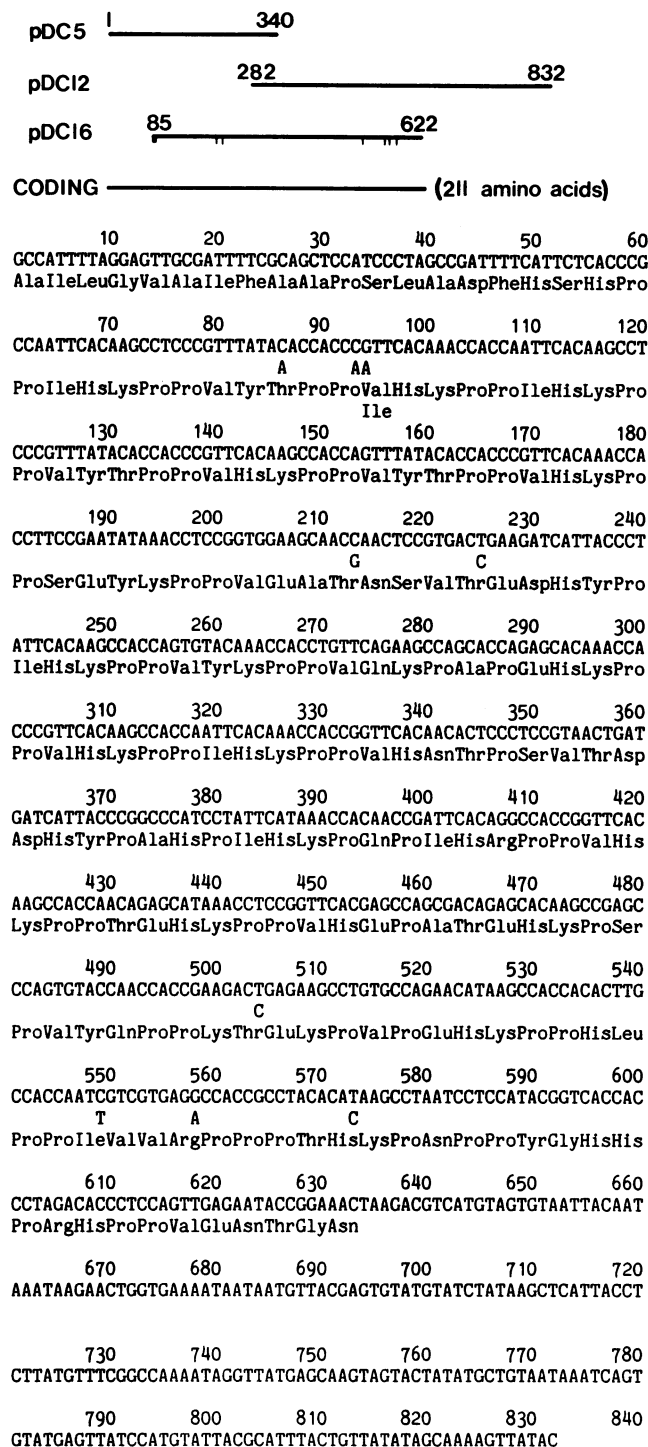 1 340
pDC5
282 832
pDC12
85 622
pDC16
CODING (211 amino acids)
10 20 30 40 50 60
GCCATTTTAGGAGTTGCGATTTTCGCAGCTCCATCCCTAGCCGATTTTCATTCTCACCCG
AlaIleLeuGlyValAlaIlePheAlaAlaProSerLeuAlaAspPheHisSerHisPro
70 80 90 100 110 120
CCAATTCACAAGCCTCCCGTTTATACACCACCCGTTCACAAACCACCAATTCACAAGCCT
A AA
ProIleHisLysProProValTyrThrProProValHisLysProProIleHisLysPro
Ile
130 140 150 160 170 180
CCCGTTTATACACCACCCGTTCACAAGCCACCAGTTTATACACCACCCGTTCACAAACCA
ProValTyrThrProProValHisLysProProValTyrThrProProValHisLysPro
190 200 210 220 230 240
CCTTCCGAATATAAACCTCCGGTGGAAGCAACCAACTCCGTGACTGAAGATCATTACCCT
G C
ProSerGluTyrLysProProValGluAlaThrAsnSerValThrGluAspHisTyrPro
250 260 270 280 290 300
ATTCACAAGCCACCAGTGTACAAACCACCTGTTCAGAAGCCAGCACCAGAGCACAAACCA
IleHisLysProProValTyrLysProProValGlnLysProAlaProGluHisLysPro
310 320 330 340 350 360
CCCGTTCACAAGCCACCAATTCACAAACCACCGGTTCACAACACTCCCTCCGTAACTGAT
ProValHisLysProProIleHisLysProProValHisAsnThrProSerValThrAsp
370 380 390 400 410 420
GATCATTACCCGGCCCATCCTATTCATAAACCACAACCGATTCACAGGCCACCGGTTCAC
AspHisTyrProAlaHisProIleHisLysProGlnProIleHisArgProProValHis
430 440 450 460 470 480
AAGCCACCAACAGAGCATAAACCTCCGGTTCACGAGCCAGCGACAGAGCACAAGCCGAGC
LysProProThrGluHisLysProProValHisGluProAlaThrGluHisLysProSer
490 500 510 520 530 540
CCAGTGTACCAACCACCGAAGACTGAGAAGCCTGTGCCAGAACATAAGCCACCACACTTG
C
ProValTyrGlnProProLysThrGluLysProValProGluHisLysProProHisLeu
550 560 570 580 590 600
CCACCAATCGTCGTGAGGCCACCGCCTACACATAAGCCTAATCCTCCATACGGTCACCAC
T A C
ProProIleValValArgProProProThrHisLysProAsnProProTyrGlyHisHis
610 620 630 640 650 660
CCTAGACACCCTCCAGTTGAGAATACCGGAAACTAAGACGTCATGTAGTGTAATTACAAT
ProArgHisProProValGluAsnThrGlyAsn
670 680 690 700 710 720
AAATAAGAACTGGTGAAAATAATAATGTTACGAGTGTATGTATCTATAAGCTCATTACCT
730 740 750 760 770 780
CTTATGTTTCGGCCAAAATAGGTTATGAGCAAGTAGTACTATATGCTGTAATAAATCAGT
790 800 810 820 830 840
GTATGAGTTATCCATGTATTACGCATTTACTGTTATATAGCAAAAGTTATAC